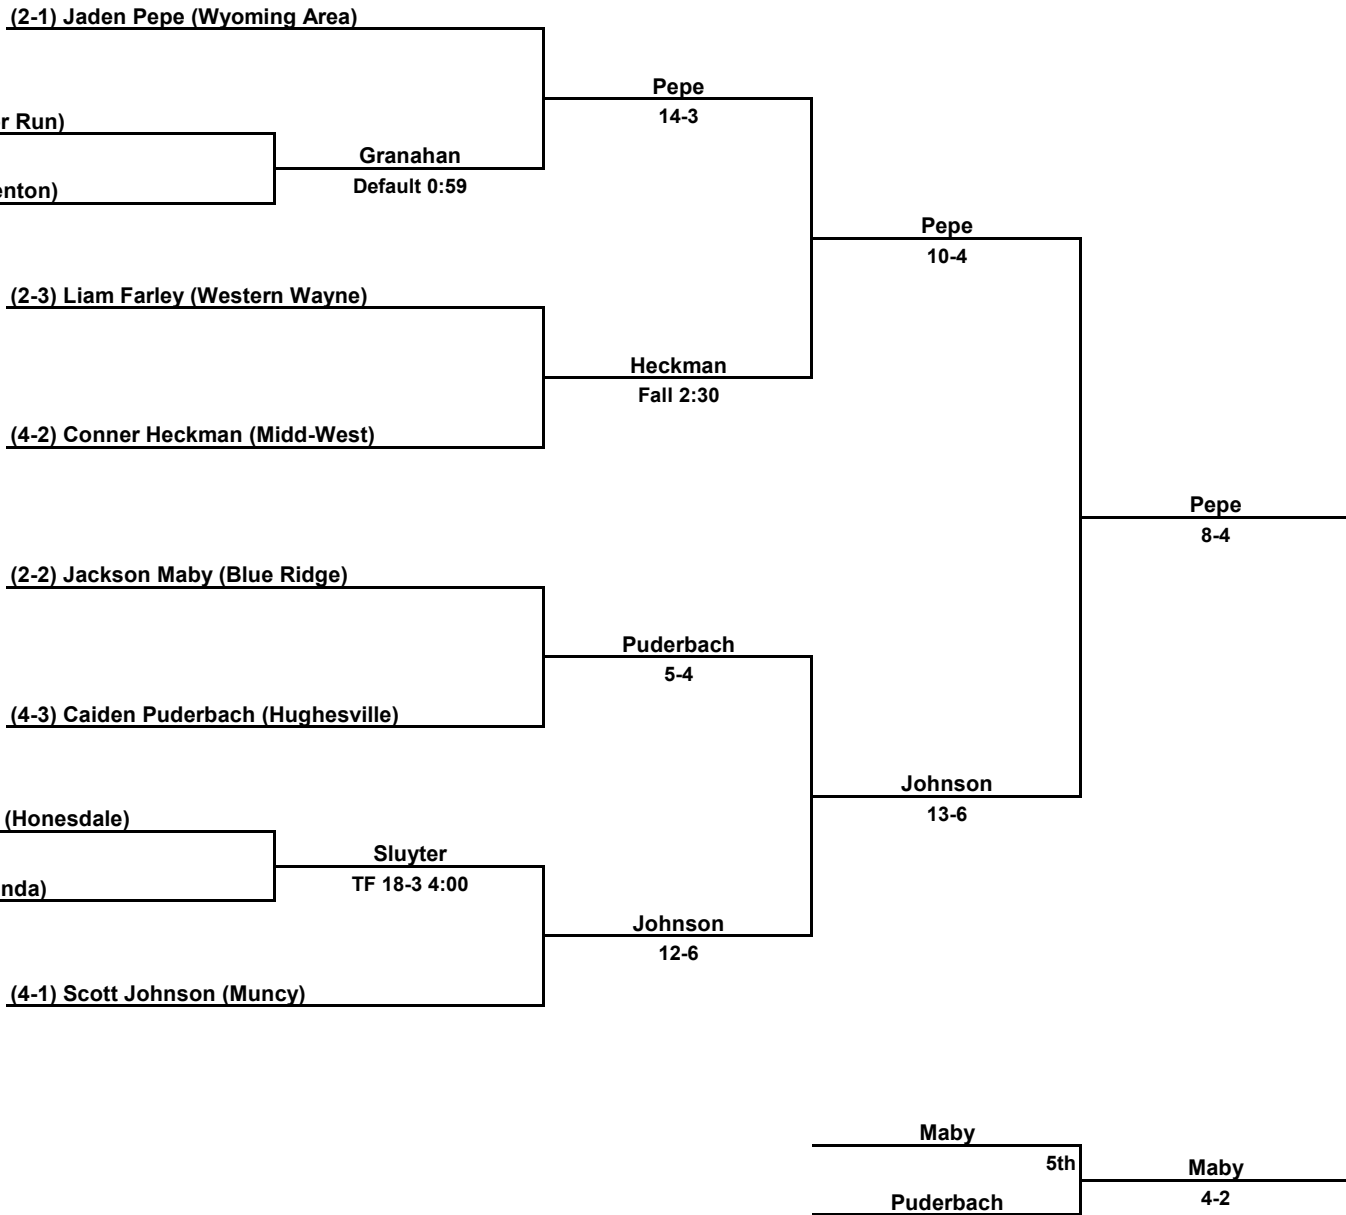 (2-1) Jaden Pepe (Wyoming Area)
Pepe
14-3
r Run)
Granahan
Default 0:59
enton)
Pepe
10-4
(2-3) Liam Farley (Western Wayne)
Heckman
Fall 2:30
(4-2) Conner Heckman (Midd-West)
Pepe
8-4
(2-2) Jackson Maby (Blue Ridge)
Puderbach
5-4
(4-3) Caiden Puderbach (Hughesville)
Johnson
13-6
(Honesdale)
Sluyter
TF 18-3 4:00
nda)
Johnson
12-6
(4-1) Scott Johnson (Muncy)
Maby
5th
Maby
4-2
Puderbach